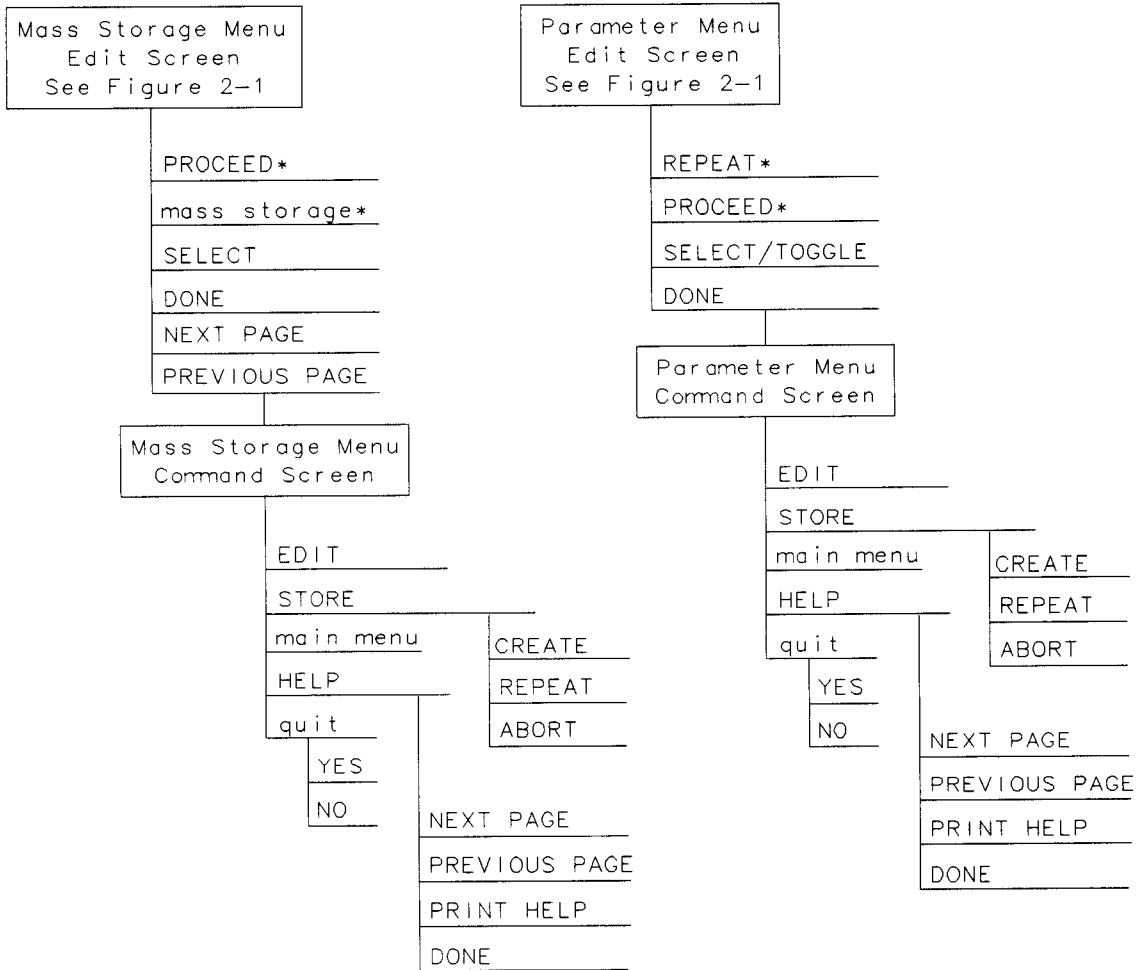 Mass Storage Menu
Edit Screen
See Figure 2-1
PROCEED*
mass storage*
SELECT
DONE
NEXT PAGE
PREVIOUS PAGE
Mass Storage Menu
Command Screen
EDIT
STORE
CREATE
REPEAT
ABORT
main menu
HELP
NEXT PAGE
PREVIOUS PAGE
PRINT HELP
DONE
quit
YES
NO
Parameter Menu
Edit Screen
See Figure 2-1
REPEAT*
PROCEED*
SELECT/TOGGLE
DONE
Parameter Menu
Command Screen
EDIT
STORE
CREATE
REPEAT
ABORT
main menu
HELP
NEXT PAGE
PREVIOUS PAGE
PRINT HELP
DONE
quit
YES
NO